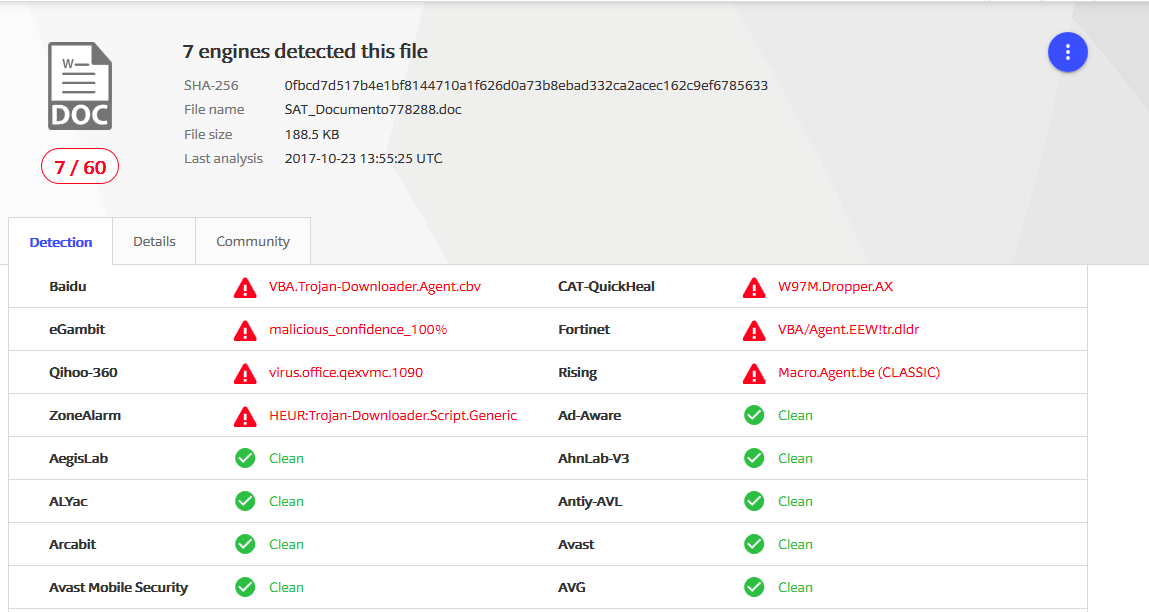 7 engines detected this file
W
DOC
SHA-256 0fbcd7d517b4e1bf8144710a1f626d0a73b8ebad332ca2acec162c9ef6785633
File name SAT_Documento778288.doc
File size 188.5 KB
Last analysis 2017-10-23 13:55:25 UTC
7 / 60
Detection Details Community
Baidu VBA.Trojan-Downloader.Agent.cbv CAT-QuickHeal W97M.Dropper.AX
eGambit malicious_confidence_100% Fortinet VBA/Agent.EEW!tr.dldr
Qihoo-360 virus.office.qexvmc.1090 Rising Macro.Agent.be (CLASSIC)
ZoneAlarm HEUR:Trojan-Downloader.Script.Generic Ad-Aware Clean
AegisLab Clean AhnLab-V3 Clean
ALYac Clean Antiy-AVL Clean
Arcabit Clean Avast Clean
Avast Mobile Security Clean AVG Clean